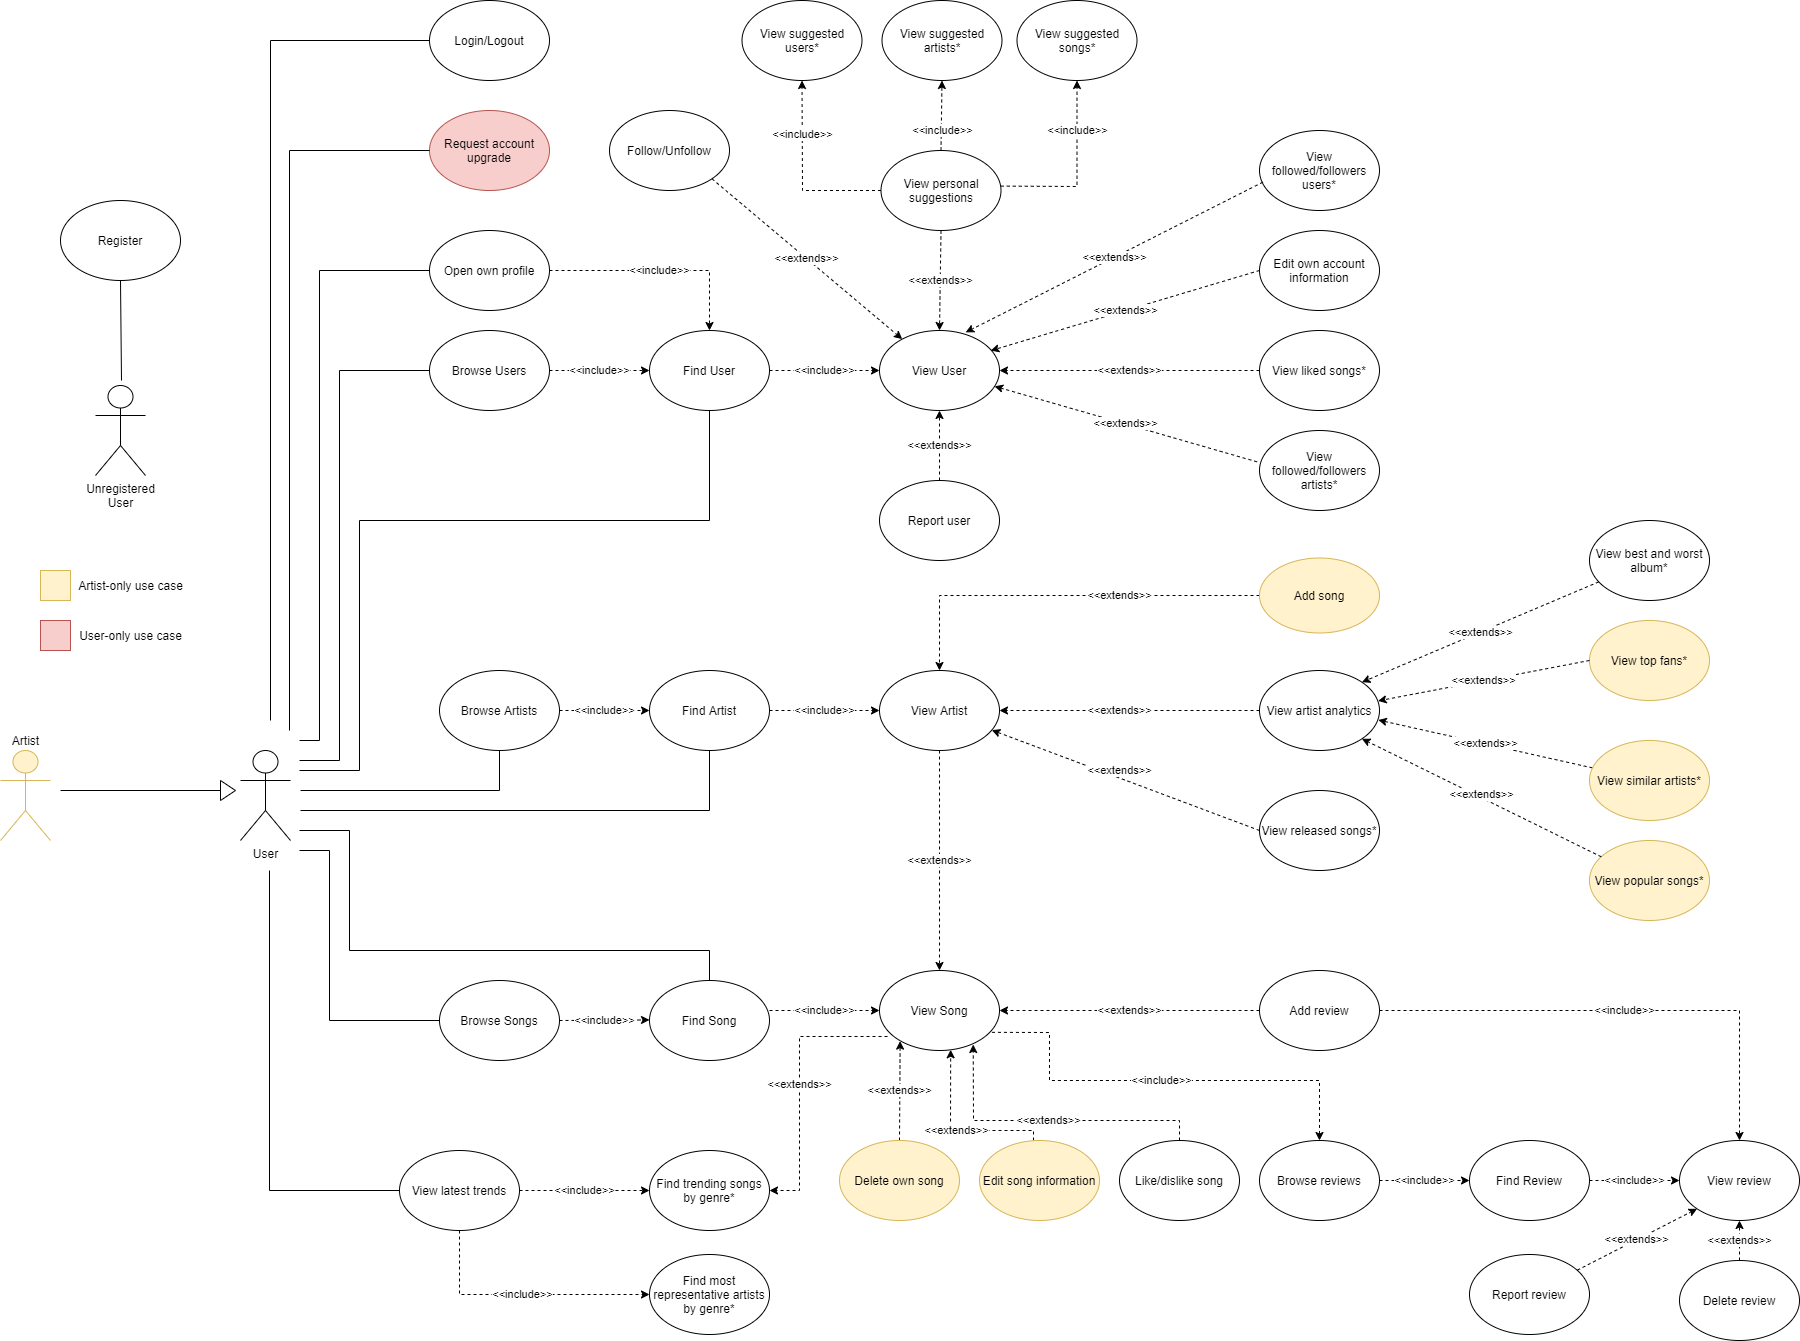 Login/Logout
View suggested
users*
View suggested
artists*
View suggested
songs*
<<include>>
<<include>>
<<include>>
Request account
upgrade
Follow/Unfollow
View personal
suggestions
View
followed/followers
users*
Register
<<extends>>
<<extends>>
<<extends>>
Open own profile
<<include>>
Edit own account
information
<<extends>>
Browse Users
<<include>>
Find User
<<include>>
View User
<<extends>>
View liked songs*
<<extends>>
<<extends>>
View
followed/followers
artists*
Unregistered
User
Report user
View best and worst
album*
Artist-only use case
<<extends>>
Add song
User-only use case
<<extends>>
View top fans*
<<extends>>
Browse Artists
<<include>>
Find Artist
<<include>>
View Artist
<<extends>>
View artist analytics
Artist
<<extends>>
<<extends>>
View similar artists*
<<extends>>
User
<<extends>>
View released songs*
View popular songs*
Browse Songs
<<include>>
Find Song
<<include>>
View Song
<<extends>>
Add review
<<include>>
<<extends>>
<<extends>>
<<include>>
<<extends>>
<<extends>>
View latest trends
<<include>>
Find trending songs
by genre*
Delete own song
Edit song information
Like/dislike song
Browse reviews
<<include>>
Find Review
<<include>>
View review
<<extends>>
<<extends>>
<<include>>
Find most
representative artists
by genre*
Report review
Delete review